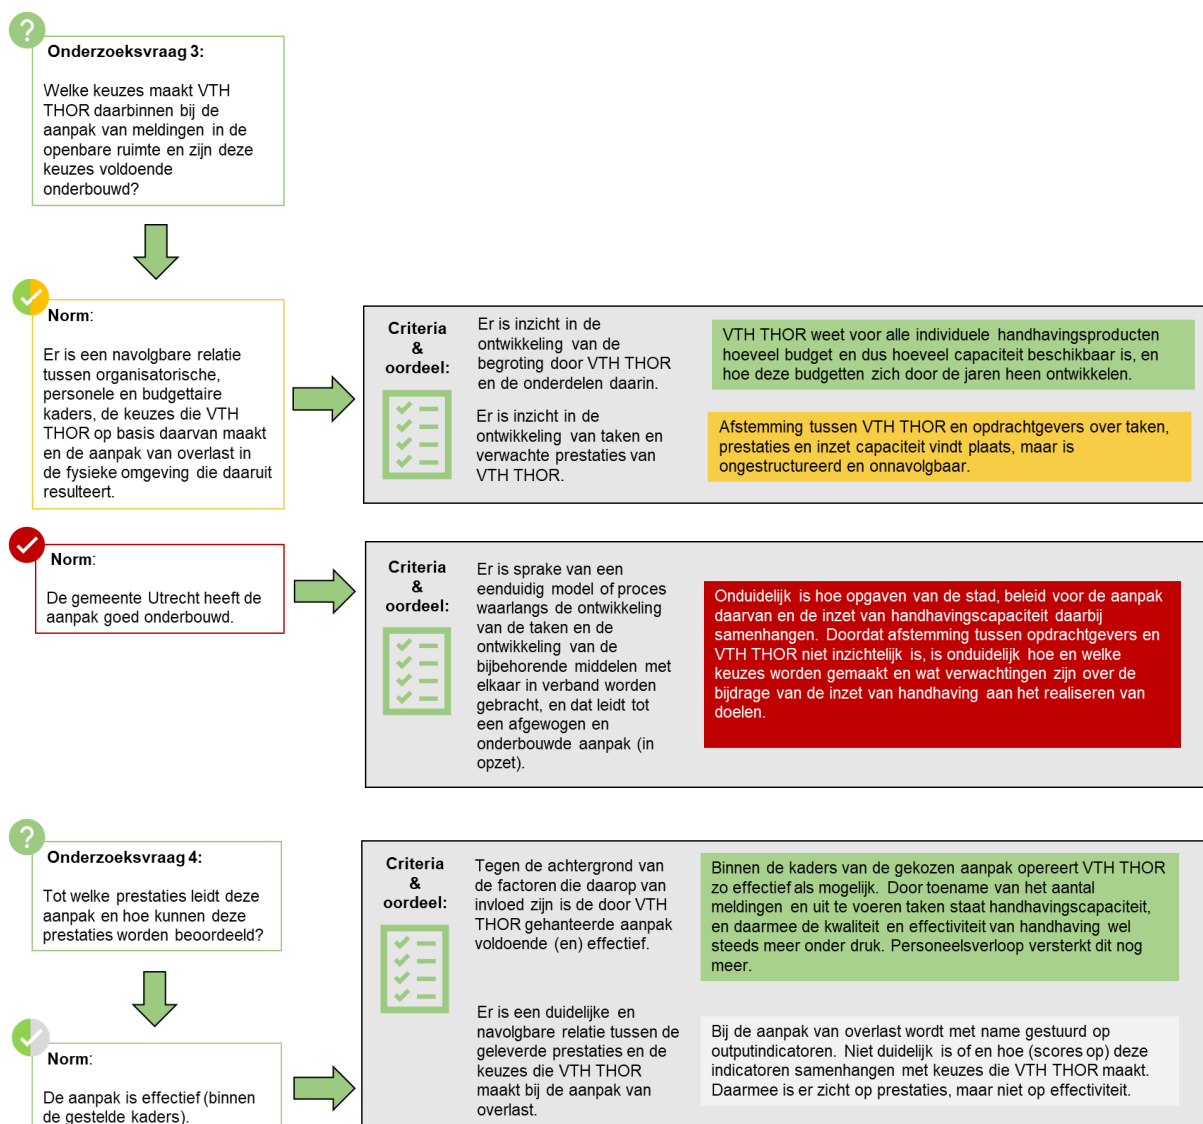 Onderzoeksvraag 3:
Welke keuzes maakt VTH
THOR daarbinnen bij de
aanpak van meldingen in de
openbare ruimte en zijn deze
keuzes voldoende
onderbouwd?
Norm:
Er is een navolgbare relatie
tussen organisatorische,
personele en budgettaire
kaders, de keuzes die VTH
THOR op basis daarvan maakt
en de aanpak van overlast in
de fysieke omgeving die daaruit
resulteert.
Criteria
&
oordeel:
Er is inzicht in de
ontwikkeling van de
begroting door VTH THOR
en de onderdelen daarin.
VTH THOR weet voor alle individuele handhavingsproducten
hoeveel budget en dus hoeveel capaciteit beschikbaar is, en
hoe deze budgetten zich door de jaren heen ontwikkelen.
Er is inzicht in de
ontwikkeling van taken en
verwachte prestaties van
VTH THOR.
Afstemming tussen VTH THOR en opdrachtgevers over taken,
prestaties en inzet capaciteit vindt plaats, maar is
ongestructureerd en onnavolgbaar.
Norm:
De gemeente Utrecht heeft de
aanpak goed onderbouwd.
Criteria
&
oordeel:
Er is sprake van een
eenduidig model of proces
waarlangs de ontwikkeling
van de taken en de
ontwikkeling van de
bijbehorende middelen met
elkaar in verband worden
gebracht, en dat leidt tot
een afgewogen en
onderbouwde aanpak (in
opzet).
Onduidelijk is hoe opgaven van de stad, beleid voor de aanpak
daarvan en de inzet van handhavingscapaciteit daarbij
samenhangen. Doordat afstemming tussen opdrachtgevers en
VTH THOR niet inzichtelijk is, is onduidelijk hoe en welke
keuzes worden gemaakt en wat verwachtingen zijn over de
bijdrage van de inzet van handhaving aan het realiseren van
doelen.
Onderzoeksvraag 4:
Tot welke prestaties leidt deze
aanpak en hoe kunnen deze
prestaties worden beoordeeld?
Norm:
De aanpak is effectief (binnen
de gestelde kaders).
Criteria
&
oordeel:
Tegen de achtergrond van
de factoren die daarop van
invloed zijn is de door VTH
THOR gehanteerde aanpak
voldoende (en) effectief.
Binnen de kaders van de gekozen aanpak opereert VTH THOR
zo effectief als mogelijk. Door toename van het aantal
meldingen en uit te voeren taken staat handhavingscapaciteit,
en daarmee de kwaliteit en effectiviteit van handhaving wel
steeds meer onder druk. Personeelsverloop versterkt dit nog
meer.
Er is een duidelijke en
navolgbare relatie tussen de
geleverde prestaties en de
keuzes die VTH THOR
maakt bij de aanpak van
overlast.
Bij de aanpak van overlast wordt met name gestuurd op
outputindicatoren. Niet duidelijk is of en hoe (scores op) deze
indicatoren samenhangen met keuzes die VTH THOR maakt.
Daarmee is er zicht op prestaties, maar niet op effectiviteit.